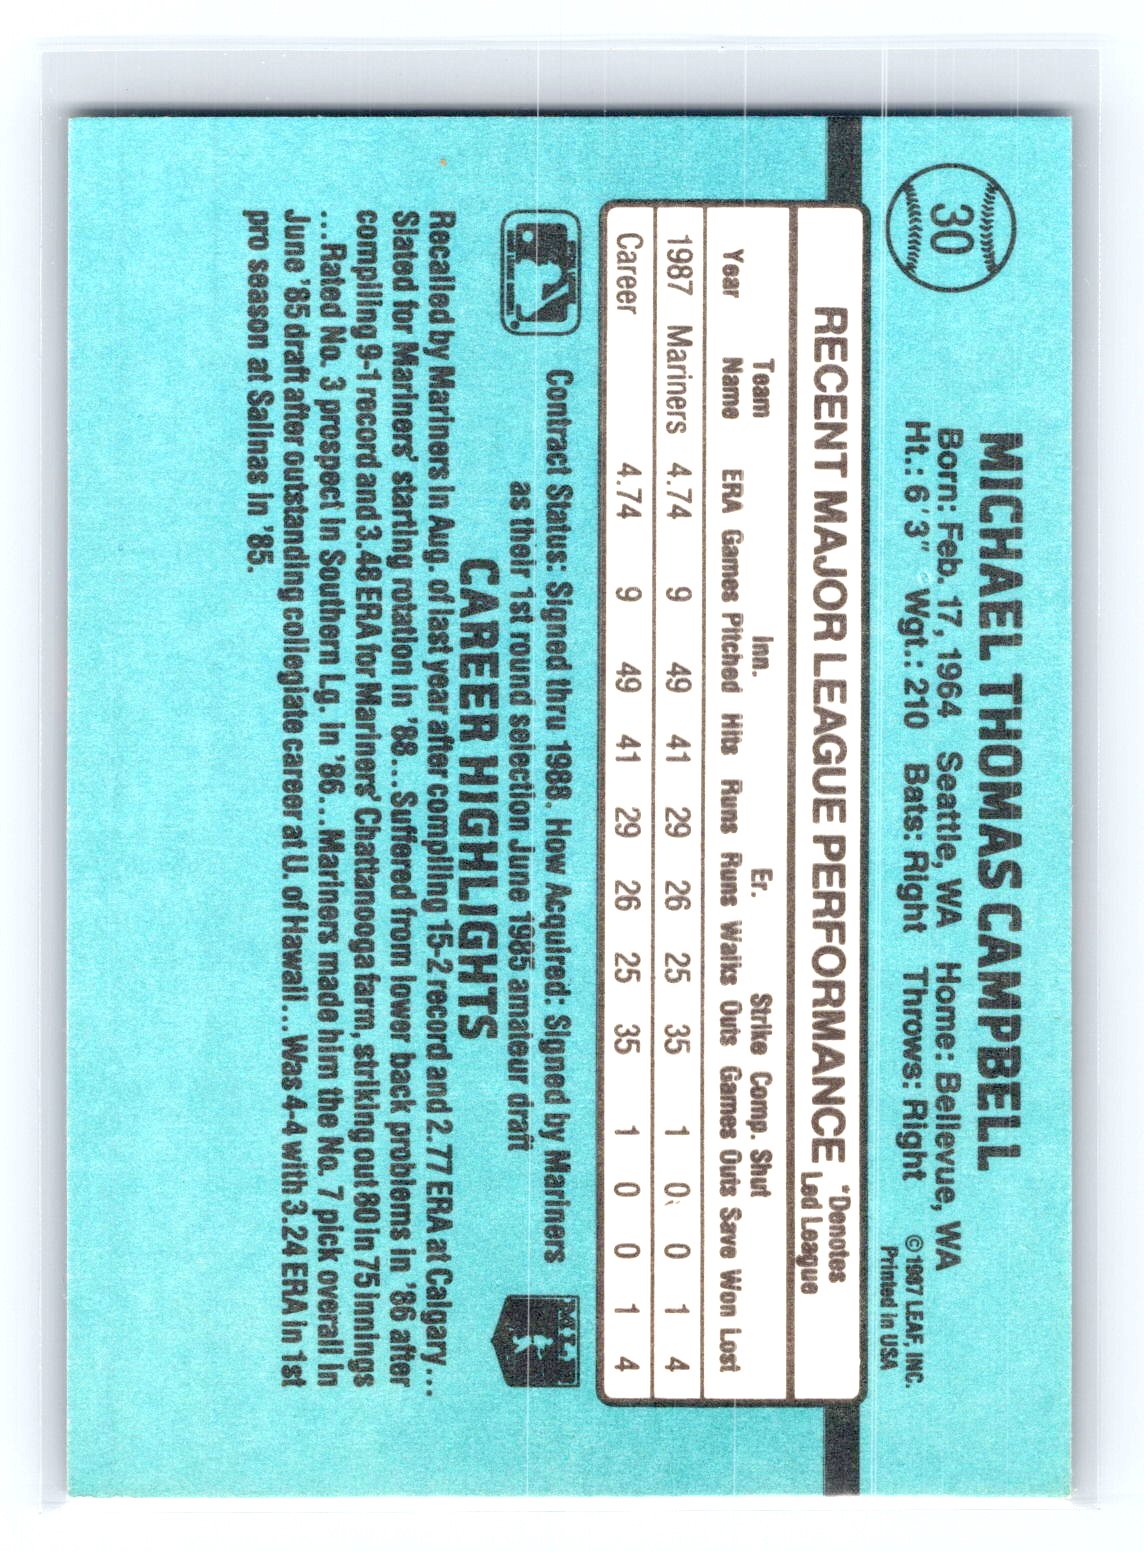 30
MICHAEL THOMAS CAMPBELL
Born: Feb. 17, 1964 Seattle, WA Home: Bellevue, WA
Ht.: 6'3" Wgt.: 210 Bats: Right Throws: Right
© 1987 LEAF, INC.
Printed in USA
RECENT MAJOR LEAGUE PERFORMANCE *Denotes
Led League
Team Inn. Er. Strike Comp. Shut
Year Name ERA Games Pitched Hits Runs Runs Walks Outs Games Outs Save Won Lost
1987 Mariners 4.74 9 49 41 29 26 25 35 1 0 0 1 4
Career 4.74 9 49 41 29 26 25 35 1 0 0 1 4
Contract Status: Signed thru 1988. How Acquired: Signed by Mariners
as their 1st round selection June 1985 amateur draft
MLP
CAREER HIGHLIGHTS
Recalled by Mariners in Aug. of last year after compiling 15-2 record and 2.77 ERA at Calgary...
Slated for Mariners' starting rotation in '88...Suffered from lower back problems in '86 after
compiling 9-1 record and 3.48 ERA for Mariners' Chattanooga farm, striking out 80 in 75 innings
...Rated No. 3 prospect in Southern Lg. in '86...Mariners made him the No. 7 pick overall in
June '85 draft after outstanding collegiate career at U. of Hawaii...Was 4-4 with 3.24 ERA in 1st
pro season at Salinas in '85.